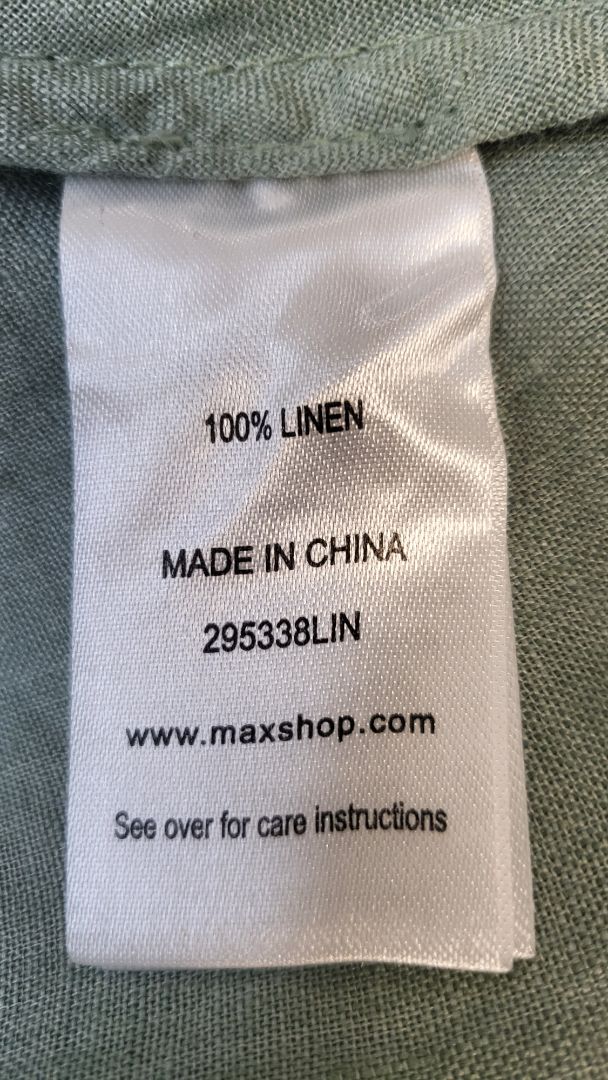 100% LINEN
MADE IN CHINA
295338LIN
www.maxshop.com
See over for care instructions